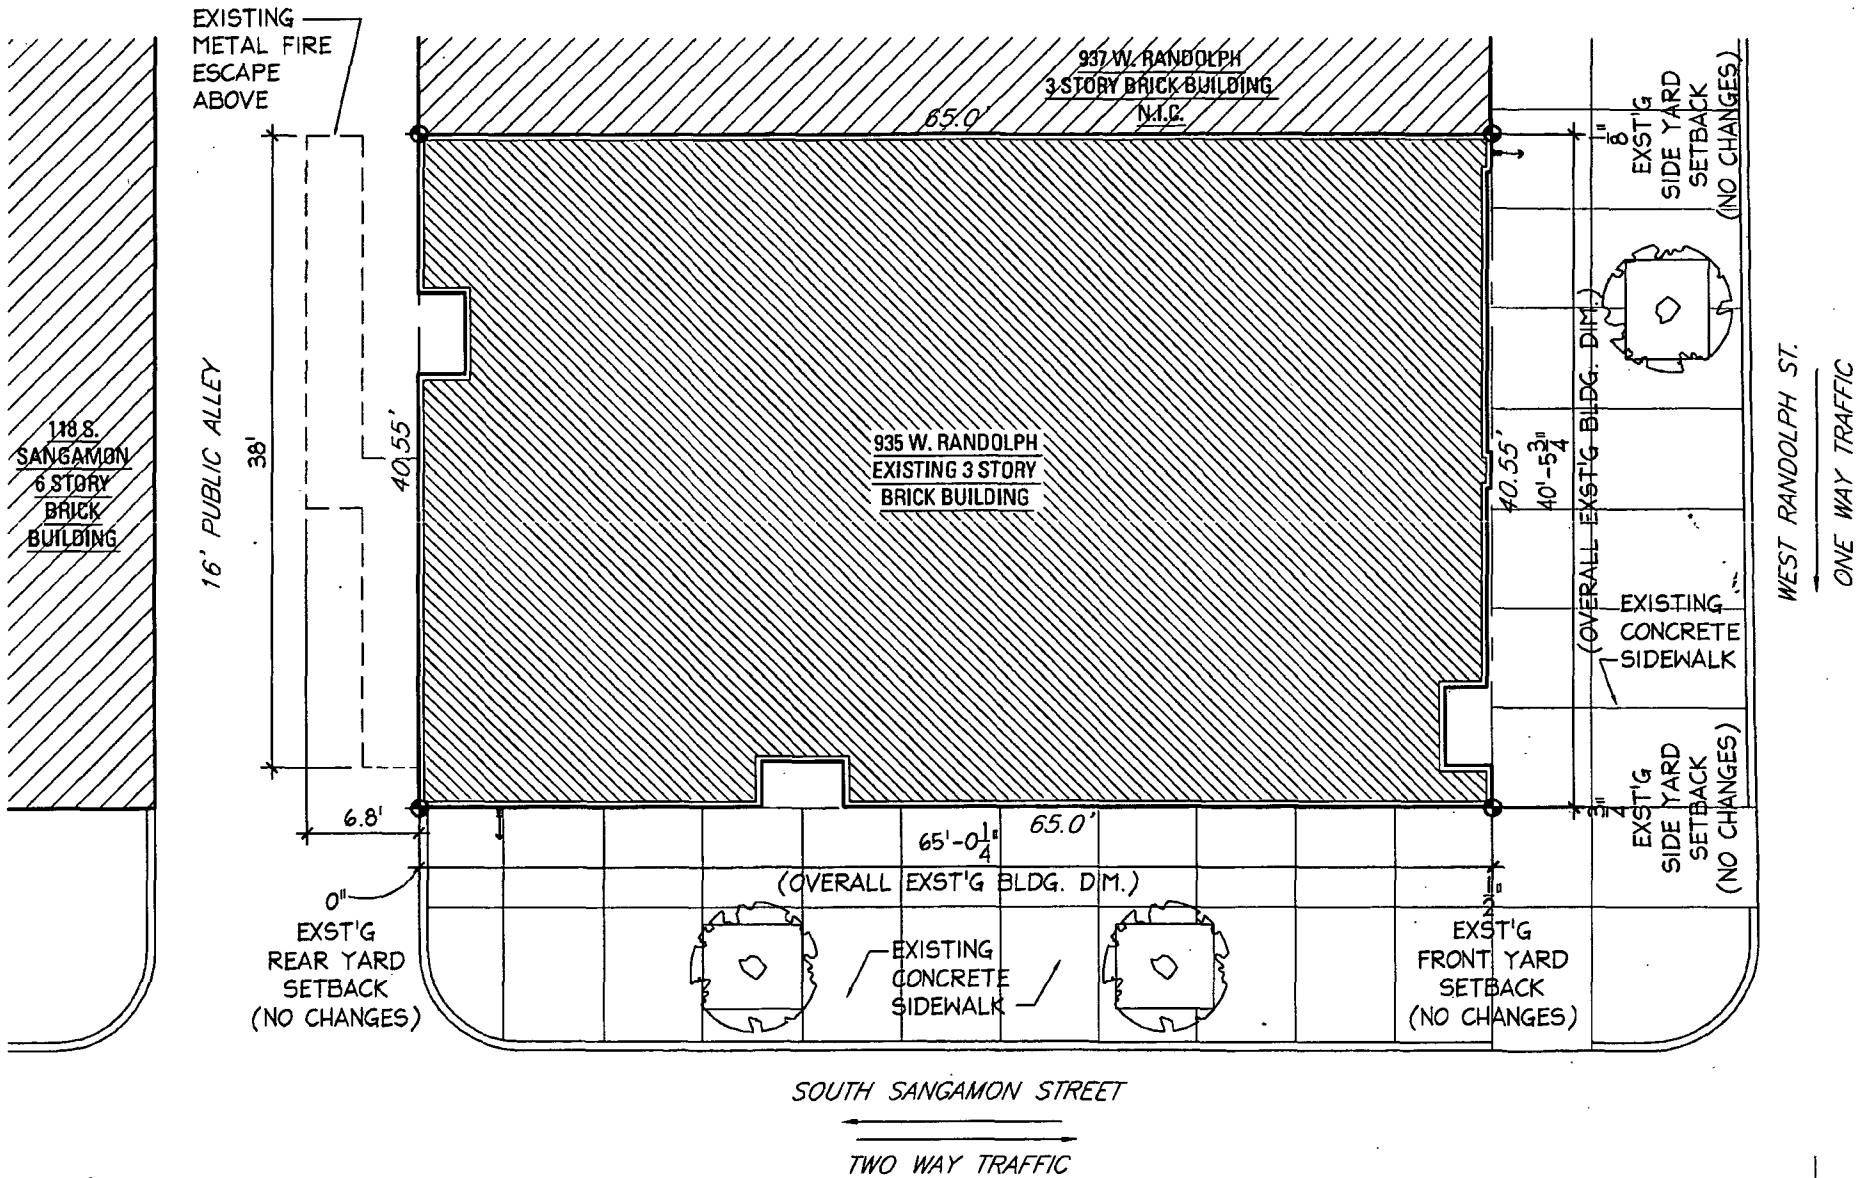 EXISTING
METAL FIRE
ESCAPE
ABOVE
937 W. RANDOLPH
3 STORY BRICK BUILDING
N.I.C.
65.0'
1/8"
EXST'G
SIDE YARD
SETBACK
(NO CHANGES)
118 S.
SANGAMON
6 STORY
BRICK
BUILDING
16' PUBLIC ALLEY
38'
40.55'
935 W. RANDOLPH
EXISTING 3 STORY
BRICK BUILDING
40.55'
40'-5 3/4"
(OVERALL EXST'G BLDG. DIM.)
WEST RANDOLPH ST.
ONE WAY TRAFFIC
EXISTING
CONCRETE
SIDEWALK
3/4"
EXST'G
SIDE YARD
SETBACK
(NO CHANGES)
6.8'
65.0'
65'-0 1/4"
(OVERALL EXST'G BLDG. DIM.)
0"
EXST'G
REAR YARD
SETBACK
(NO CHANGES)
EXISTING
CONCRETE
SIDEWALK
1/2"
EXST'G
FRONT YARD
SETBACK
(NO CHANGES)
SOUTH SANGAMON STREET
TWO WAY TRAFFIC